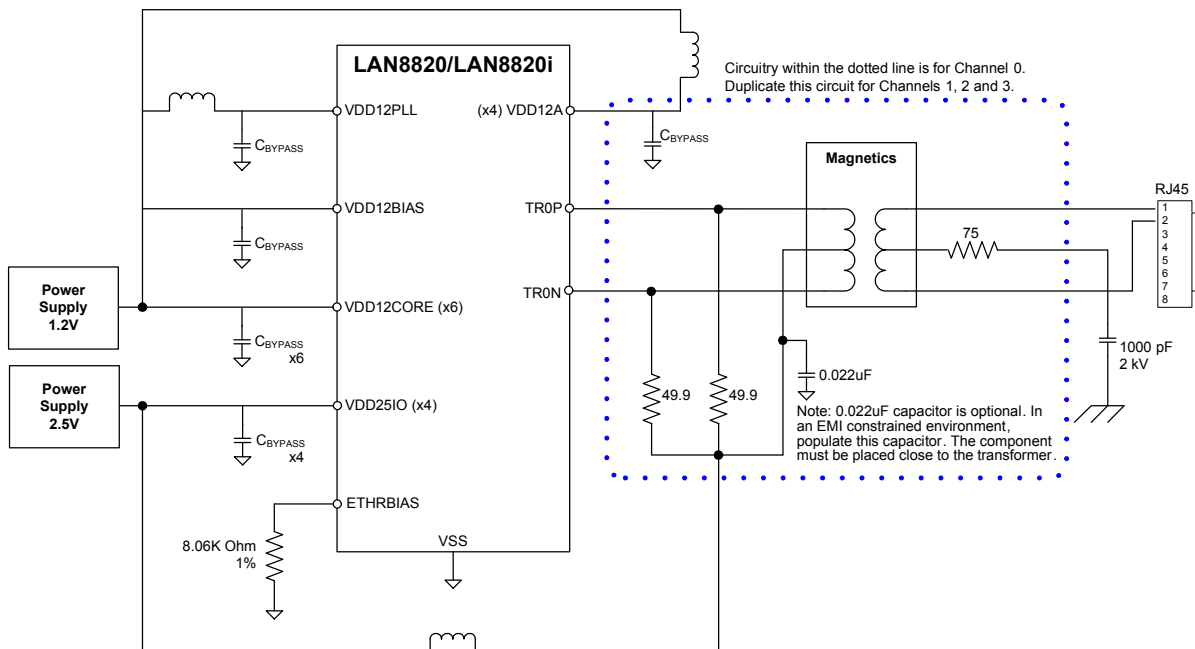 LAN8820/LAN8820i
Circuitry within the dotted line is for Channel 0.
Duplicate this circuit for Channels 1, 2 and 3.
VDD12PLL
(x4) VDD12A
CBYPASS
CBYPASS
Magnetics
RJ45
VDD12BIAS
TR0P
1
2
3
4
5
6
7
8
75
CBYPASS
Power
Supply
1.2V
VDD12CORE (x6)
TR0N
CBYPASS
x6
1000 pF
2 kV
Power
Supply
2.5V
VDD25IO (x4)
49.9
49.9
0.022uF
CBYPASS
x4
Note: 0.022uF capacitor is optional. In
an EMI constrained environment,
populate this capacitor. The component
must be placed close to the transformer.
ETHRBIAS
8.06K Ohm
1%
VSS